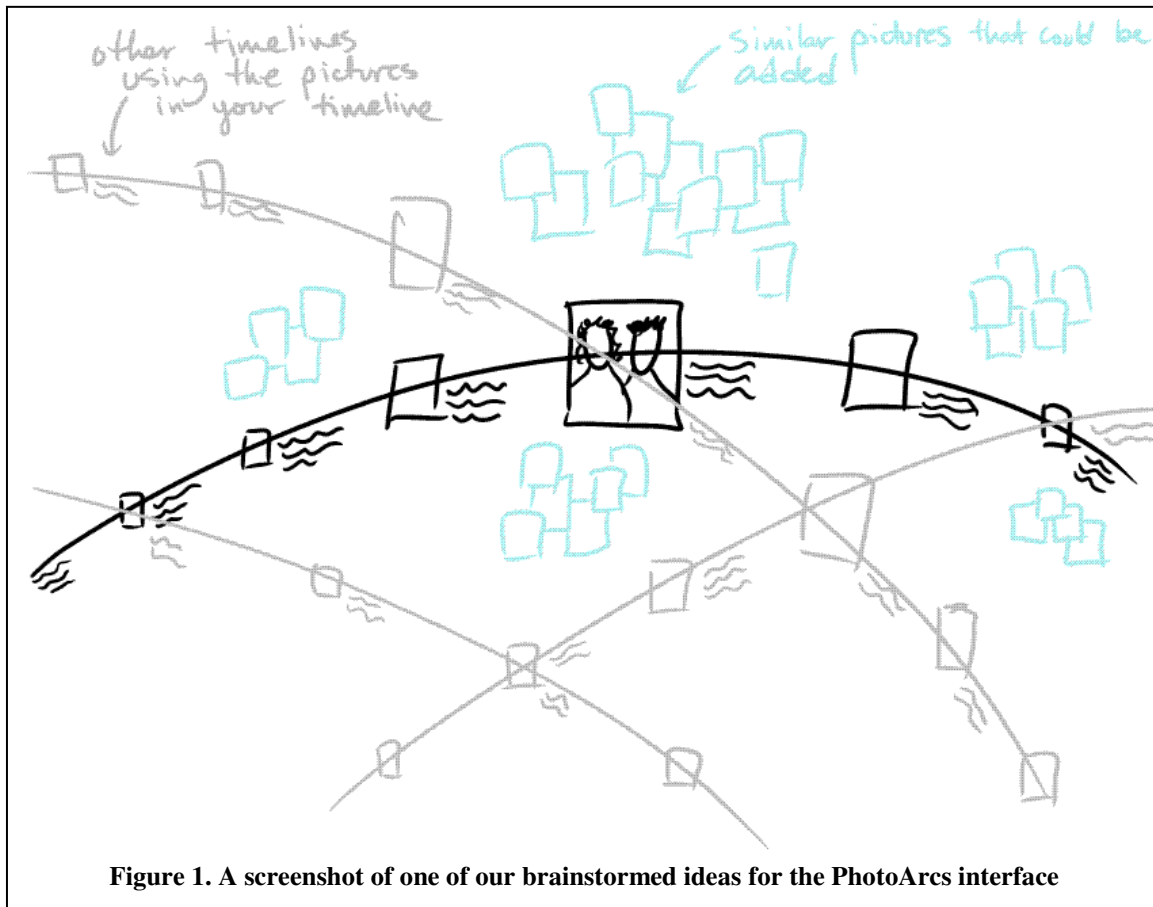 other timelines
using the pictures
in your timeline
similar pictures that could be
added
Figure 1. A screenshot of one of our brainstormed ideas for the PhotoArcs interface